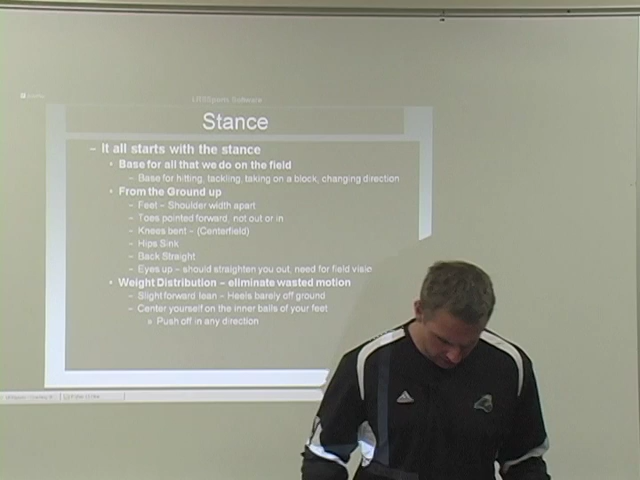 LRSSports Software
Stance
– It all starts with the stance
• Base for all that we do on the field
– Base for hitting, tackling, taking on a block, changing direction
• From the Ground up
– Feet – Shoulder width apart
– Toes pointed forward, not out or in
– Knees bent – (Centerfield)
– Hips Sink
– Back Straight
– Eyes up – should straighten you out, need for field visio
• Weight Distribution – eliminate wasted motion
– Slight forward lean – Heels barely off ground
– Center yourself on the inner balls of your feet
» Push off in any direction